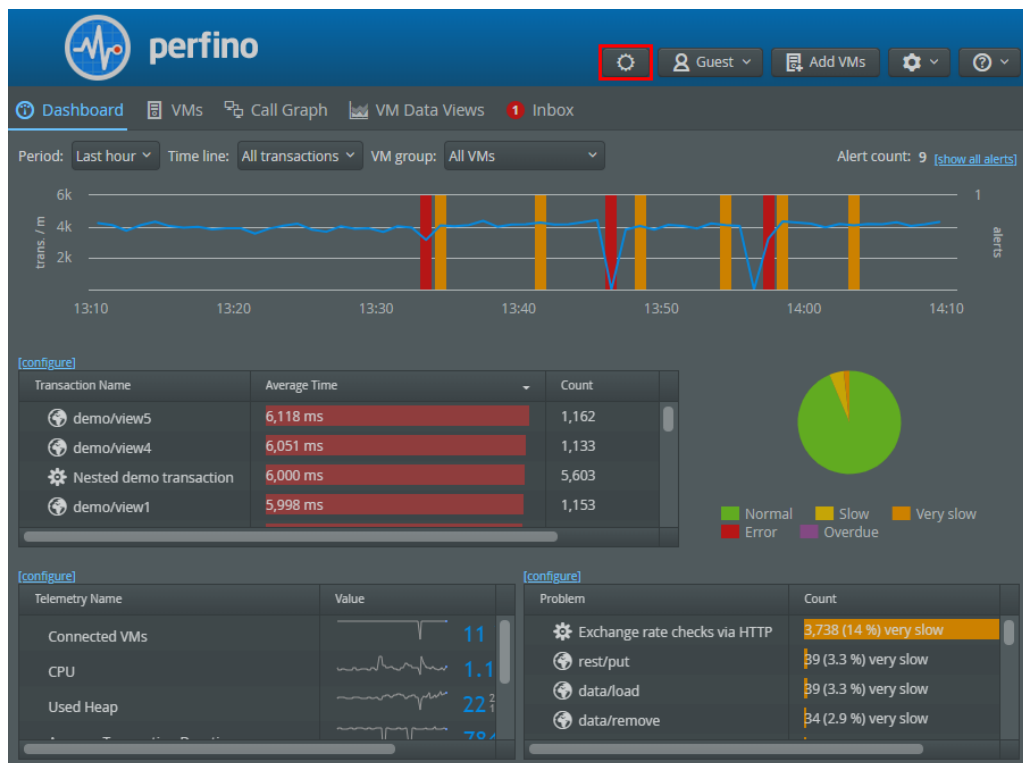 perfino
Guest
Add VMs
Dashboard
VMs
Call Graph
VM Data Views
1
Inbox
Period: Last hour Time line: All transactions VM group: All VMs
Alert count: 9 [show all alerts]
trans. / m
6k
4k
2k
1
alerts
13:10 13:20 13:30 13:40 13:50 14:00 14:10
[configure]
Transaction Name Average Time Count
demo/view5 6,118 ms 1,162
demo/view4 6,051 ms 1,133
Nested demo transaction 6,000 ms 5,603
demo/view1 5,998 ms 1,153
Normal Slow Very slow
Error Overdue
[configure]
Telemetry Name Value
Connected VMs 11
CPU 1.1
Used Heap 22
[configure]
Problem Count
Exchange rate checks via HTTP 3,738 (14 %) very slow
rest/put 39 (3.3 %) very slow
data/load 39 (3.3 %) very slow
data/remove 34 (2.9 %) very slow